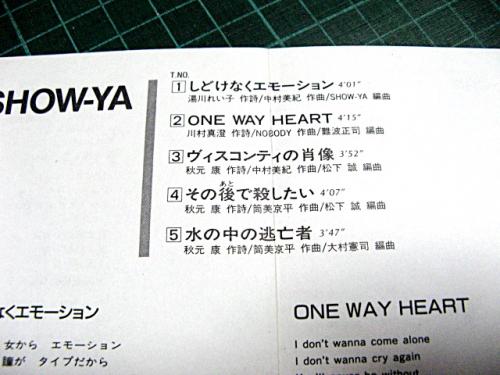 SHOW-YA
T.NO.
1 しどけなくエモーション 4'01"
湯川れい子 作詩/中村美紀 作曲/SHOW-YA 編曲
2 ONE WAY HEART 4'15"
川村真澄 作詩/NOBODY 作曲/難波正司 編曲
3 ヴィスコンティの肖像 3'52"
秋元 康 作詩/中村美紀 作曲/松下 誠 編曲
4 その後で殺したい 4'07"
あと
秋元 康 作詩/筒美京平 作曲/松下 誠 編曲
5 水の中の逃亡者 3'47"
秋元 康 作詩/筒美京平 作曲/大村憲司 編曲
なくエモーション
女から エモーション
瞳が タイプだから
ONE WAY HEART
I don't wanna come alone
I don't wanna cry again
be without